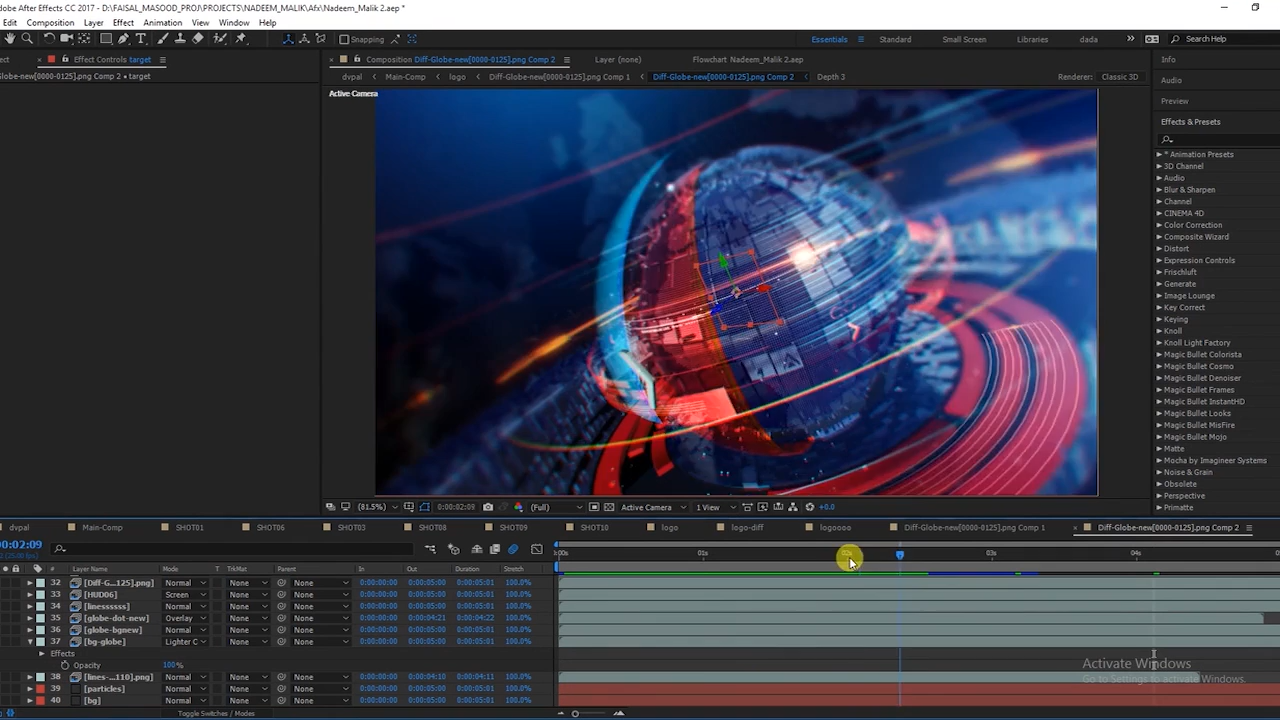 dobe After Effects CC 2017 - D:\FAISAL_MASOOD_PROJ\PROJECTS\NADEEM_MALIK\Afx\Nadeem_Malik 2.aep *
Edit Composition Layer Effect Animation View Window Help
Snapping Essentials Standard Small Screen Libraries dada Search Help
ect Effect Controls target Composition Diff-Globe-new[0000-0125].png Comp 2 Layer (none) Flowchart Nadeem_Malik 2.aep Info
Globe-new[0000-0125].png Comp 2 • target dvpal Main-Comp logo Diff-Globe-new[0000-0125].png Comp 1 Diff-Globe-new[0000-0125].png Comp 2 Depth 3 Renderer: Classic 3D Audio
Active Camera
Preview
Effects & Presets
* Animation Presets
3D Channel
Audio
Blur & Sharpen
Channel
CINEMA 4D
Color Correction
Composite Wizard
Distort
Expression Controls
Frischluft
Generate
Image Lounge
Key Correct
Keying
Knoll
Knoll Light Factory
Magic Bullet Colorista
Magic Bullet Cosmo
Magic Bullet Denoiser
Magic Bullet Frames
Magic Bullet InstantHD
Magic Bullet Looks
Magic Bullet MisFire
Magic Bullet Mojo
Matte
Mocha by Imagineer Systems
Noise & Grain
Obsolete
Perspective
Primatte
(81.5%) 0:00:02:09 (Full) Active Camera 1 View +0.0
dvpal Main-Comp SHOT01 SHOT06 SHOT03 SHOT08 SHOT09 SHOT10 logo logo-diff logoooo Diff-Globe-new[0000-0125].png Comp 1 Diff-Globe-new[0000-0125].png Comp 2
00:02:09
:00s 01s 02s 03s 04s
# Layer Name Mode T TrkMat Parent In Out Duration Stretch
32 [Diff-G...125].png] Normal None None 0:00:00:00 0:00:05:00 0:00:05:01 100.0%
33 [HUD06] Screen None None 0:00:00:00 0:00:05:00 0:00:05:01 100.0%
34 [linessssss] Normal None None 0:00:00:00 0:00:05:00 0:00:05:01 100.0%
35 [globe-dot-new] Overlay None None 0:00:00:00 0:00:04:21 0:00:04:22 100.0%
36 [globe-bgnew] Normal None None 0:00:00:00 0:00:05:00 0:00:05:01 100.0%
37 [bg-globe] Lighter C None None 0:00:00:00 0:00:05:00 0:00:05:01 100.0%
Effects
Opacity 100%
38 [lines-...110].png] Normal None None 0:00:00:00 0:00:04:10 0:00:04:11 100.0%
39 [particles] Normal None None 0:00:00:00 0:00:05:00 0:00:05:01 100.0%
40 [bg] Normal None None 0:00:00:00 0:00:05:00 0:00:05:01 100.0%
Toggle Switches / Modes
Activate Windows
Go to Settings to activate Windows.